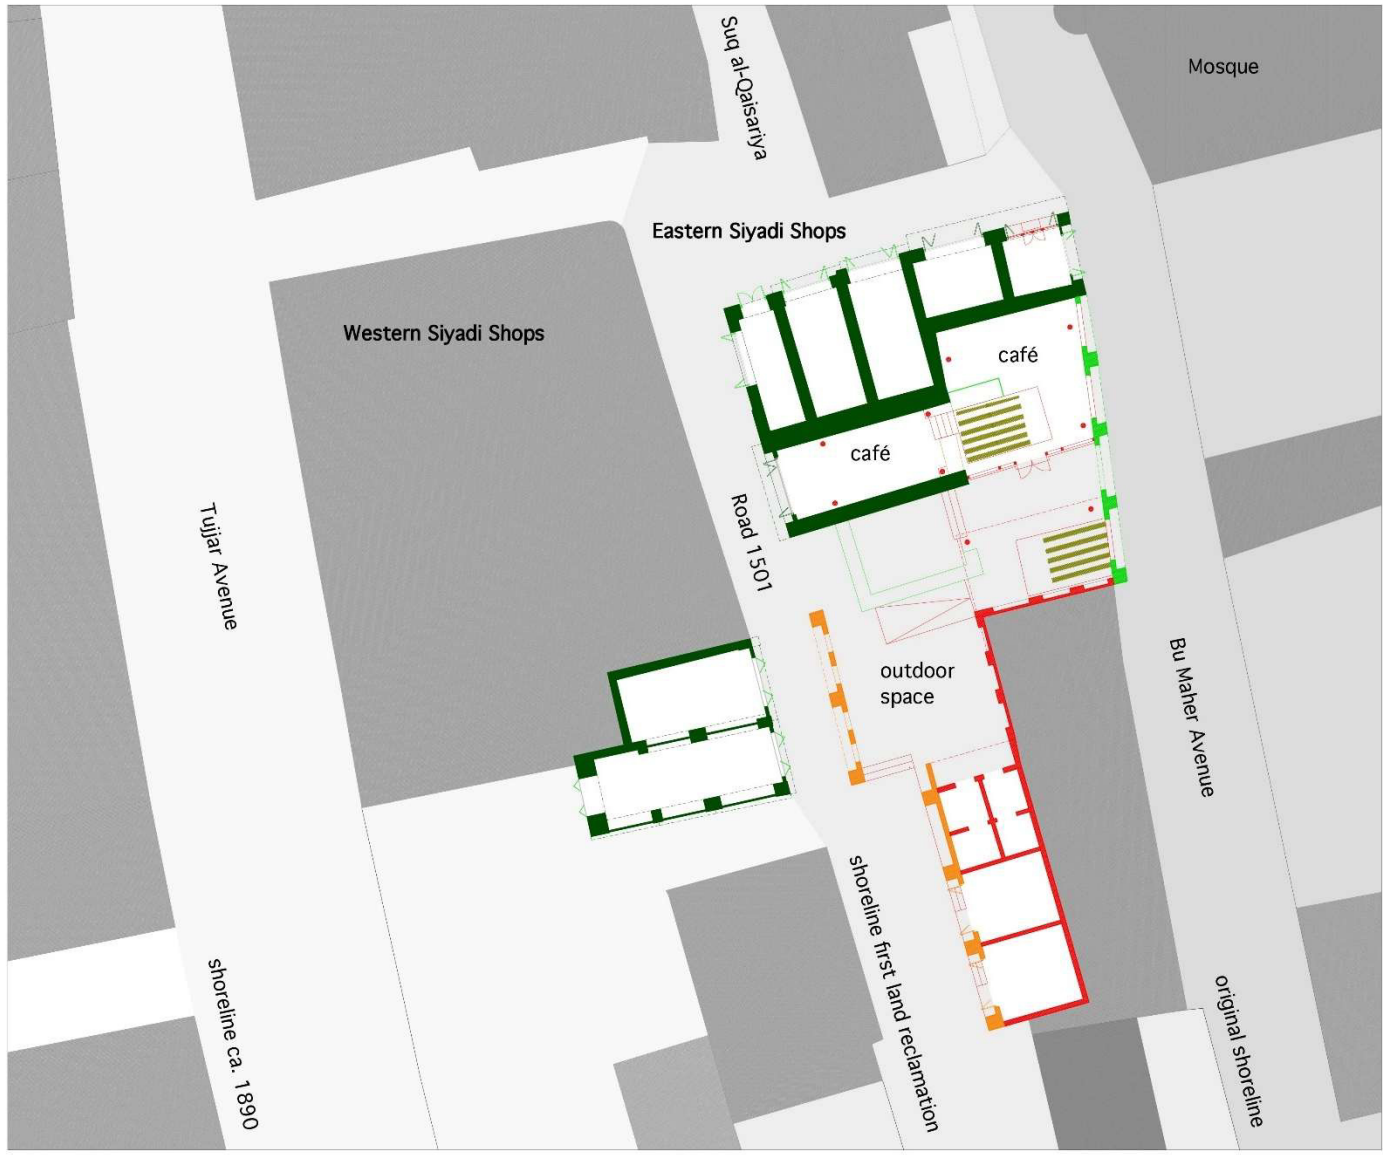 Suq al-Qaisariya
Mosque
Eastern Siyadi Shops
Western Siyadi Shops
café
café
Road 1501
Tujjar Avenue
outdoor
space
Bu Maher Avenue
shoreline first land reclamation
shoreline ca. 1890
original shoreline